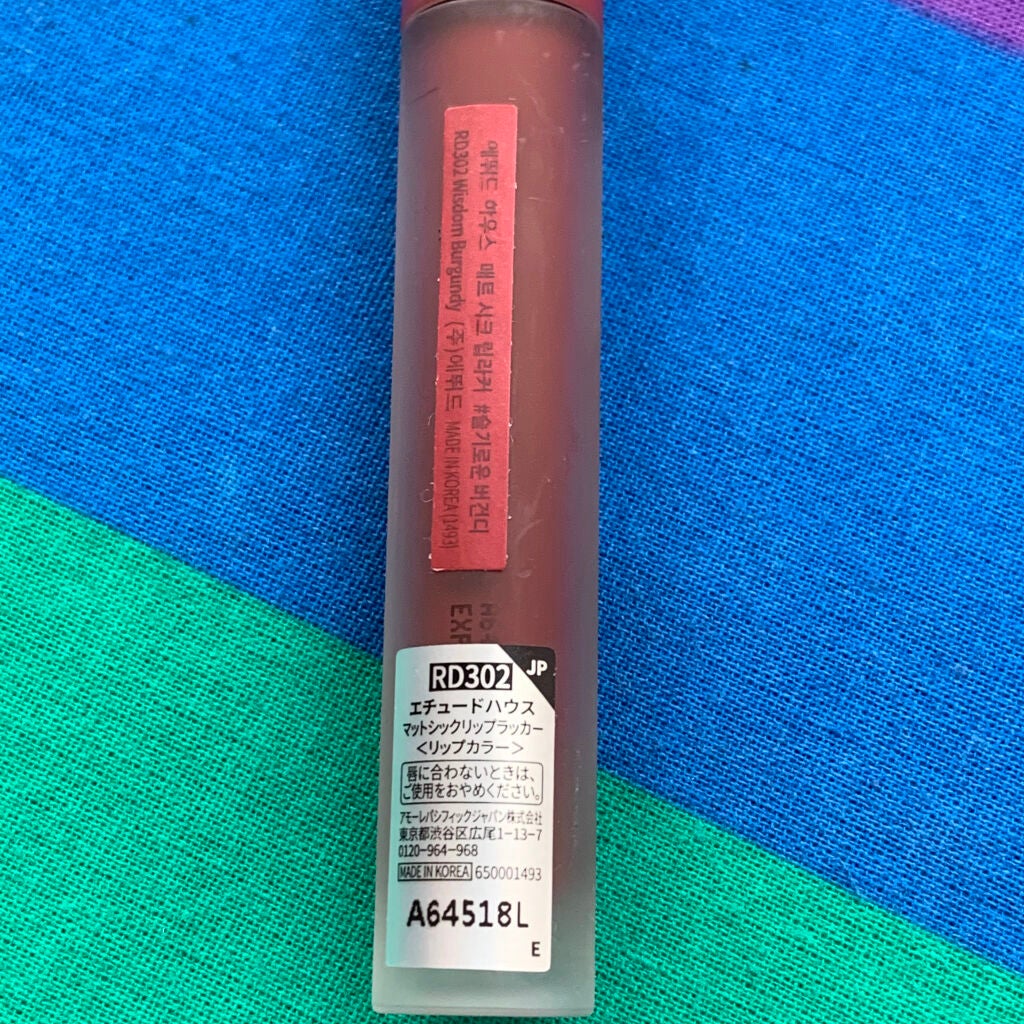 에뛰드 하우스 매트 시크 립라커 #슬기로운 버건디
RD302 Wisdom Burgundy (주)에뛰드 MADE IN KOREA (1493)
EXP
RD302 JP
エチュードハウス
マットシックリップラッカー
<リップカラー>
唇に合わないときは、
ご使用をおやめください。
アモーレパシフィックジャパン株式会社
東京都渋谷区広尾1-13-7
0120-964-968
MADE IN KOREA 650001493
A64518L
E